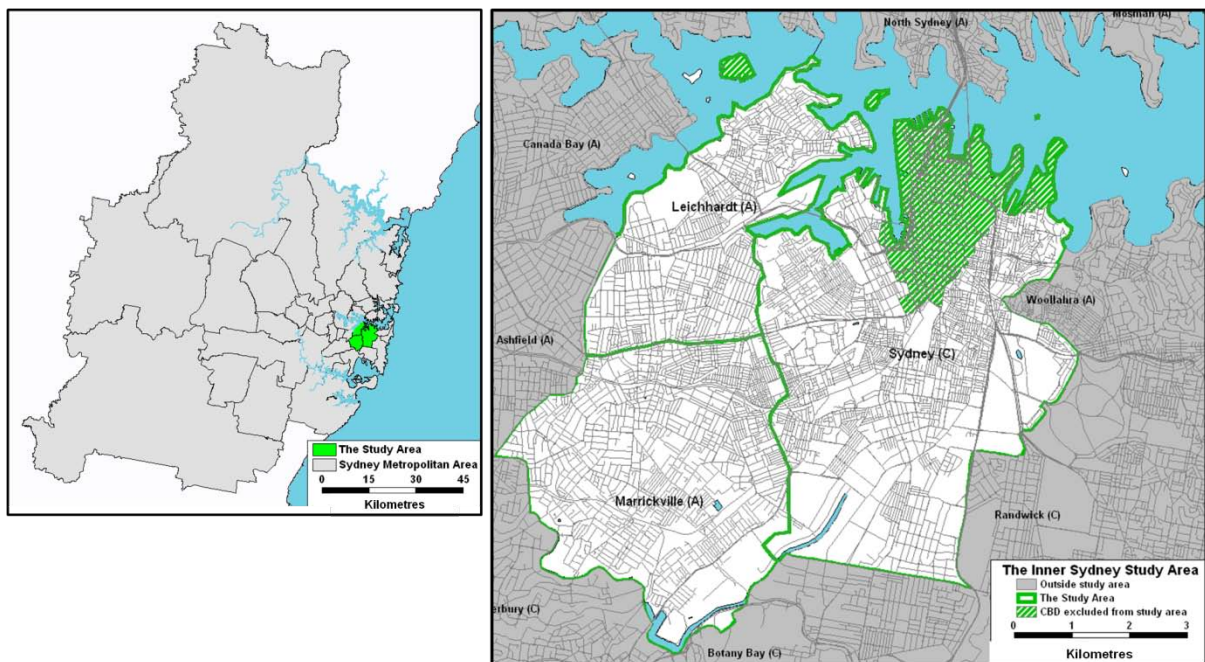 The Study Area
Sydney Metropolitan Area
0 15 30 45
Kilometres
North Sydney (A)
Mosman (A)
Canada Bay (A)
Leichhardt (A)
Woollahra (A)
Ashfield (A)
Sydney (C)
Marrickville (A)
Randwick (C)
erbury (C)
Botany Bay (C)
The Inner Sydney Study Area
Outside study area
The Study Area
CBD excluded from study area
0 1 2 3
Kilometres